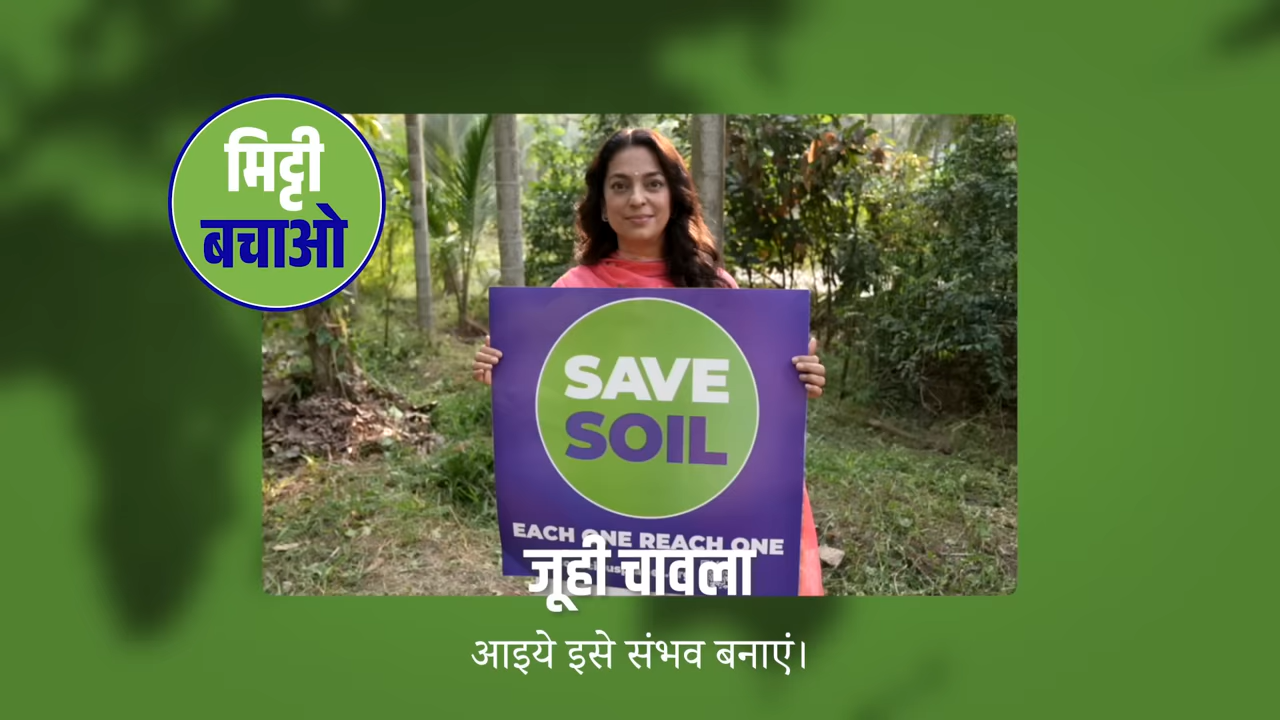 मिट्टी
बचाओ
SAVE
SOIL
EACH ONE REACH ONE
जूही चावला
आइये इसे संभव बनाएं।